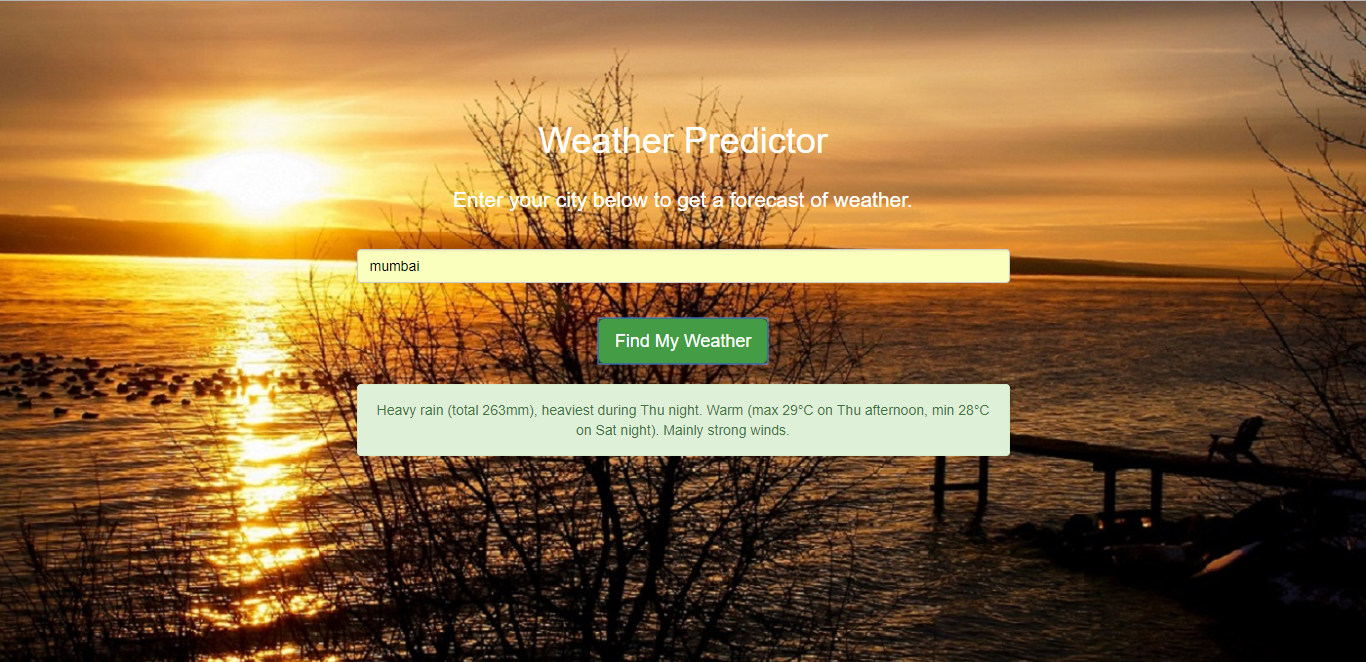 Weather Predictor
Enter your city below to get a forecast of weather.
mumbai
Find My Weather
Heavy rain (total 263mm), heaviest during Thu night. Warm (max 29°C on Thu afternoon, min 28°C
on Sat night). Mainly strong winds.